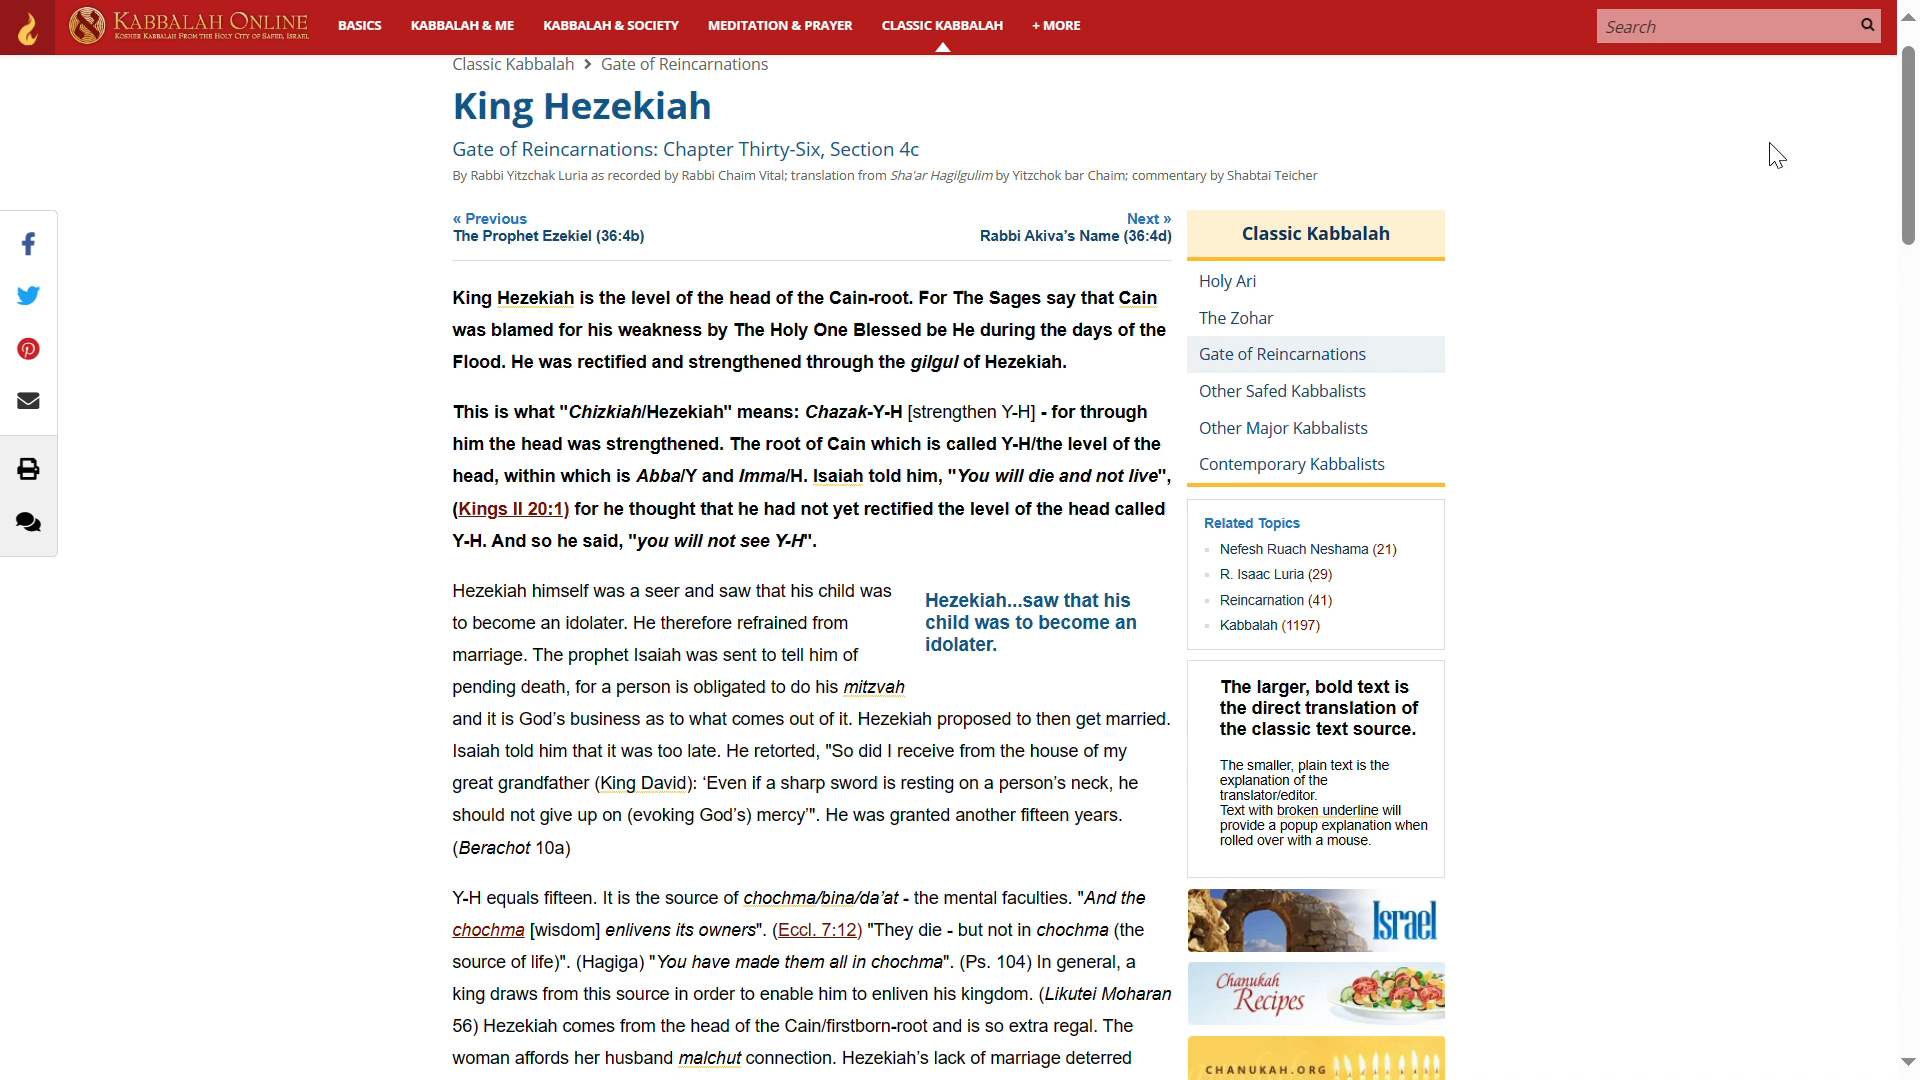 KABBALAH ONLINE
KOSHER KABBALAH FROM THE HOLY CITY OF SAFED, ISRAEL
BASICS
KABBALAH & ME
KABBALAH & SOCIETY
MEDITATION & PRAYER
CLASSIC KABBALAH
+ MORE
Search
Classic Kabbalah > Gate of Reincarnations
King Hezekiah
Gate of Reincarnations: Chapter Thirty-Six, Section 4c
By Rabbi Yitzchak Luria as recorded by Rabbi Chaim Vital; translation from Sha'ar Hagilgulim by Yitzchok bar Chaim; commentary by Shabtai Teicher
« Previous
The Prophet Ezekiel (36:4b)
Next »
Rabbi Akiva's Name (36:4d)
King Hezekiah is the level of the head of the Cain-root. For The Sages say that Cain
was blamed for his weakness by The Holy One Blessed be He during the days of the
Flood. He was rectified and strengthened through the gilgul of Hezekiah.
This is what "Chizkiah/Hezekiah" means: Chazak-Y-H [strengthen Y-H] - for through
him the head was strengthened. The root of Cain which is called Y-H/the level of the
head, within which is Abba/Y and Imma/H. Isaiah told him, "You will die and not live",
(Kings II 20:1) for he thought that he had not yet rectified the level of the head called
Y-H. And so he said, "you will not see Y-H".
Hezekiah himself was a seer and saw that his child was
to become an idolater. He therefore refrained from
marriage. The prophet Isaiah was sent to tell him of
pending death, for a person is obligated to do his mitzvah
and it is God's business as to what comes out of it. Hezekiah proposed to then get married.
Isaiah told him that it was too late. He retorted, "So did I receive from the house of my
great grandfather (King David): ‘Even if a sharp sword is resting on a person's neck, he
should not give up on (evoking God's) mercy’". He was granted another fifteen years.
(Berachot 10a)
Hezekiah...saw that his
child was to become an
idolater.
Y-H equals fifteen. It is the source of chochma/bina/da'at - the mental faculties. "And the
chochma [wisdom] enlivens its owners". (Eccl. 7:12) "They die - but not in chochma (the
source of life)". (Hagiga) "You have made them all in chochma". (Ps. 104) In general, a
king draws from this source in order to enable him to enliven his kingdom. (Likutei Moharan
56) Hezekiah comes from the head of the Cain/firstborn-root and is so extra regal. The
woman affords her husband malchut connection. Hezekiah's lack of marriage deterred
Classic Kabbalah
Holy Ari
The Zohar
Gate of Reincarnations
Other Safed Kabbalists
Other Major Kabbalists
Contemporary Kabbalists
Related Topics
Nefesh Ruach Neshama (21)
R. Isaac Luria (29)
Reincarnation (41)
Kabbalah (1197)
The larger, bold text is
the direct translation of
the classic text source.
The smaller, plain text is the
explanation of the
translator/editor.
Text with broken underline will
provide a popup explanation when
rolled over with a mouse.
Israel
Chanukah
Recipes
CHANUKAH.ORG